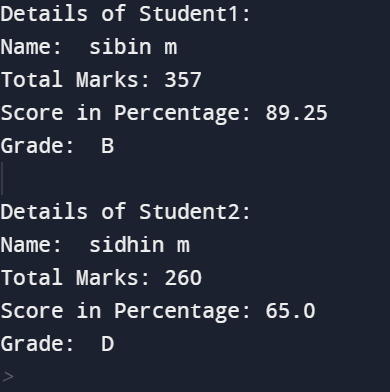 Details of Student1:
Name:  sibin m
Total Marks: 357
Score in Percentage: 89.25
Grade:  B
Details of Student2:
Name:  sidhin m
Total Marks: 260
Score in Percentage: 65.0
Grade:  D
>